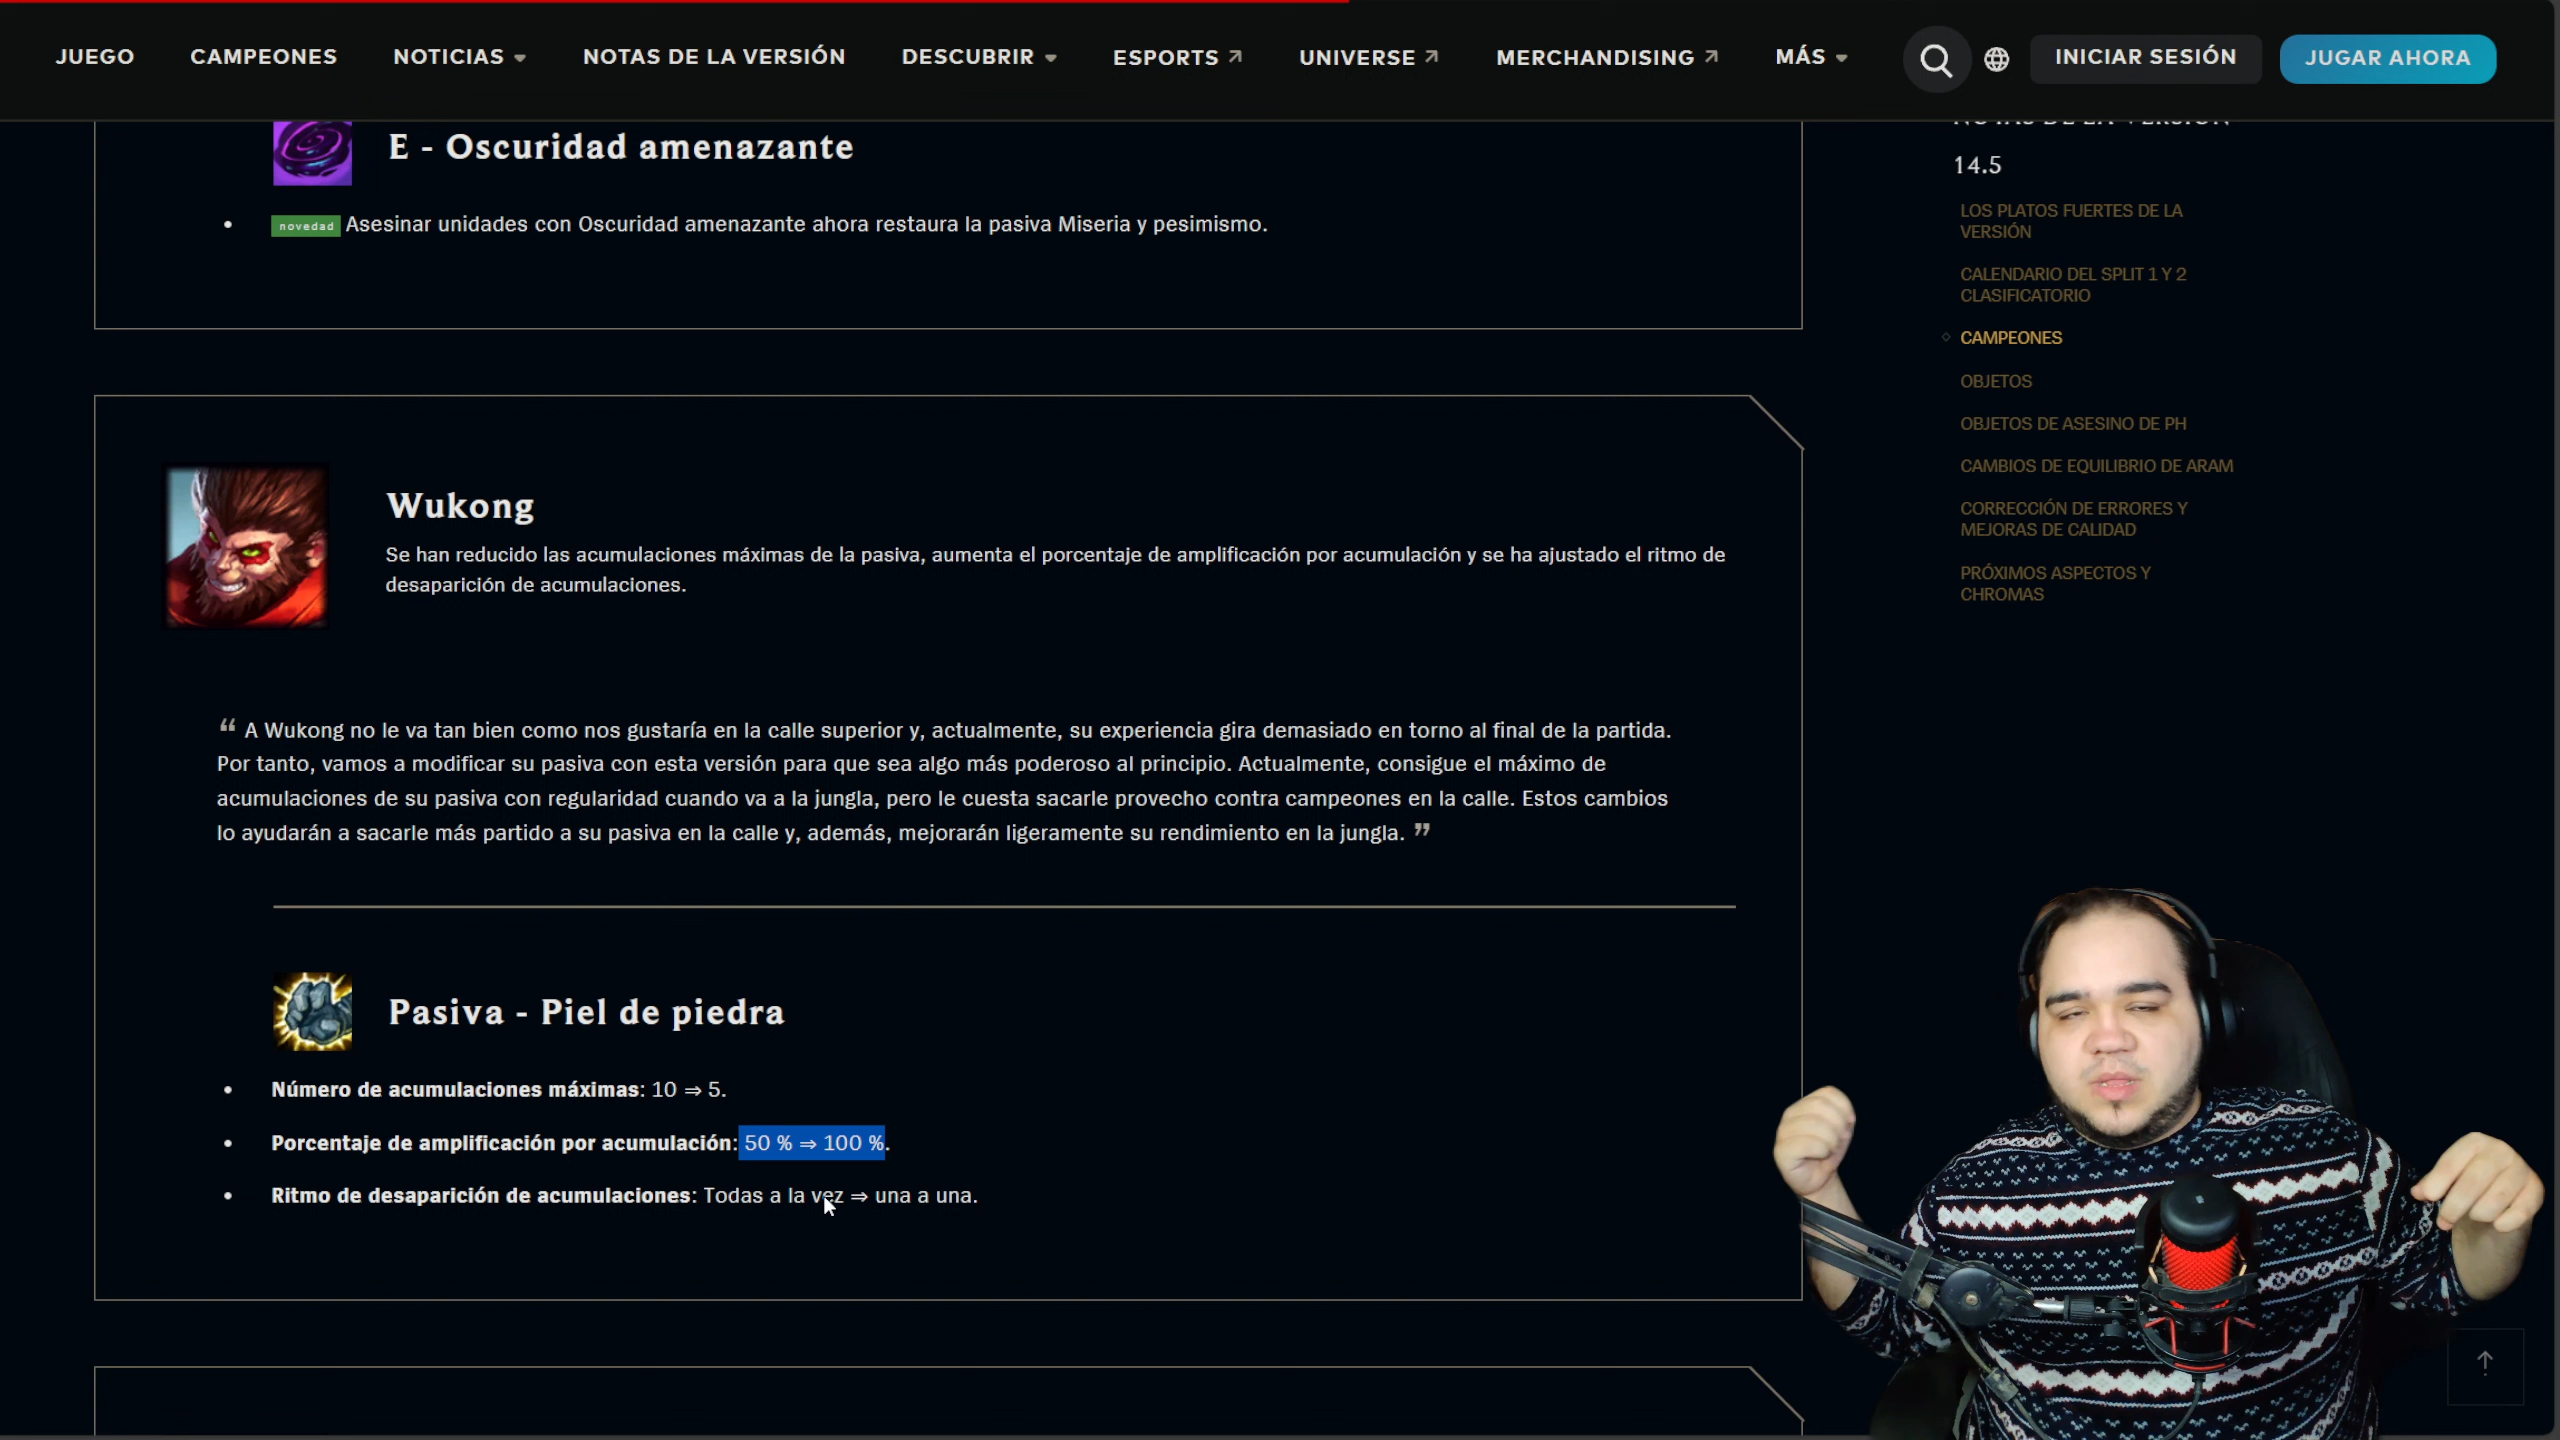 JUEGO CAMPEONES NOTICIAS NOTAS DE LA VERSIÓN DESCUBRIR ESPORTS UNIVERSE MERCHANDISING MÁS INICIAR SESIÓN JUGAR AHORA
E - Oscuridad amenazante
novedad Asesinar unidades con Oscuridad amenazante ahora restaura la pasiva Miseria y pesimismo.
Wukong
Se han reducido las acumulaciones máximas de la pasiva, aumenta el porcentaje de amplificación por acumulación y se ha ajustado el ritmo de
desaparición de acumulaciones.
“ A Wukong no le va tan bien como nos gustaría en la calle superior y, actualmente, su experiencia gira demasiado en torno al final de la partida.
Por tanto, vamos a modificar su pasiva con esta versión para que sea algo más poderoso al principio. Actualmente, consigue el máximo de
acumulaciones de su pasiva con regularidad cuando va a la jungla, pero le cuesta sacarle provecho contra campeones en la calle. Estos cambios
lo ayudarán a sacarle más partido a su pasiva en la calle y, además, mejorarán ligeramente su rendimiento en la jungla. ”
Pasiva - Piel de piedra
• Número de acumulaciones máximas: 10 ⇒ 5.
• Porcentaje de amplificación por acumulación: 50 % ⇒ 100 %.
• Ritmo de desaparición de acumulaciones: Todas a la vez ⇒ una a una.
NOTAS DE LA VERSIÓN
14.5
LOS PLATOS FUERTES DE LA
VERSIÓN
CALENDARIO DEL SPLIT 1 Y 2
CLASIFICATORIO
CAMPEONES
OBJETOS
OBJETOS DE ASESINO DE PH
CAMBIOS DE EQUILIBRIO DE ARAM
CORRECCIÓN DE ERRORES Y
MEJORAS DE CALIDAD
PRÓXIMOS ASPECTOS Y
CHROMAS